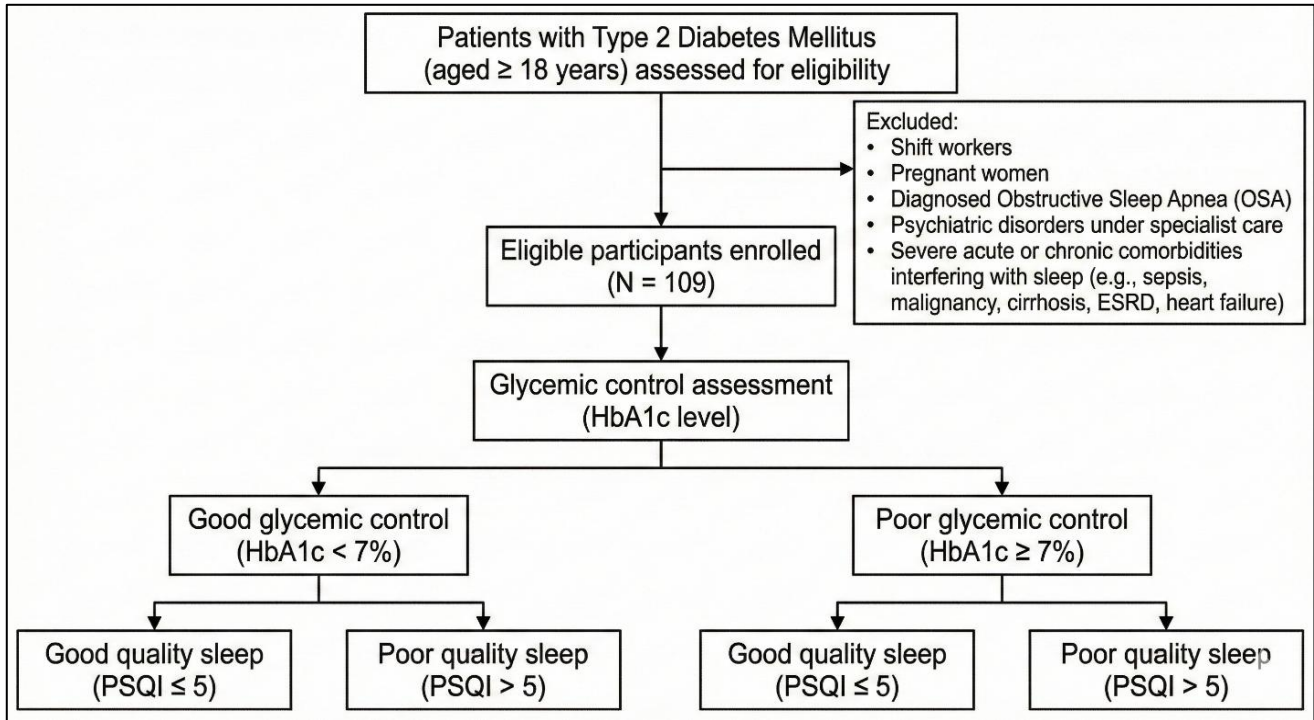 Patients with Type 2 Diabetes Mellitus
(aged ≥ 18 years) assessed for eligibility
Excluded:
• Shift workers
• Pregnant women
• Diagnosed Obstructive Sleep Apnea (OSA)
• Psychiatric disorders under specialist care
• Severe acute or chronic comorbidities
interfering with sleep (e.g., sepsis,
malignancy, cirrhosis, ESRD, heart failure)
Eligible participants enrolled
(N = 109)
Glycemic control assessment
(HbA1c level)
Good glycemic control
(HbA1c < 7%)
Poor glycemic control
(HbA1c ≥ 7%)
Good quality sleep
(PSQI ≤ 5)
Poor quality sleep
(PSQI > 5)
Good quality sleep
(PSQI ≤ 5)
Poor quality sleep
(PSQI > 5)